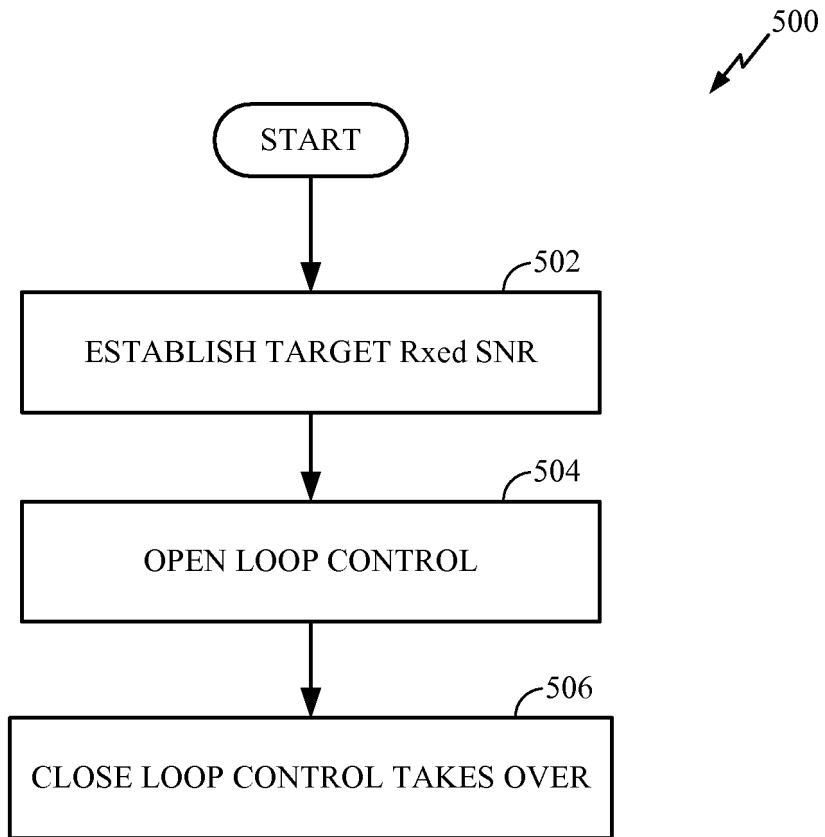 500
START
502
ESTABLISH TARGET Rxed SNR
504
OPEN LOOP CONTROL
506
CLOSE LOOP CONTROL TAKES OVER